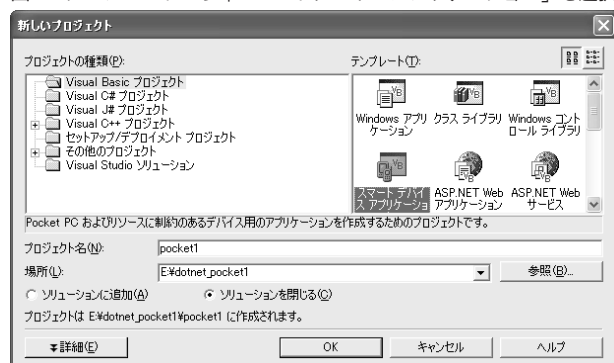 新しいプロジェクト
プロジェクトの種類(P):
テンプレート(T):
Visual Basic プロジェクト
Visual C# プロジェクト
Visual J# プロジェクト
Visual C++ プロジェクト
セットアップ/デプロイメント プロジェクト
その他のプロジェクト
Visual Studio ソリューション
Windows アプリケーション
クラス ライブラリ
Windows コントロール ライブラリ
スマート デバイス アプリケーショ
ASP.NET Web アプリケーション
ASP.NET Web サービス
Pocket PC およびリソースに制約のあるデバイス用のアプリケーションを作成するためのプロジェクトです。
プロジェクト名(N):
pocket1
場所(L):
E:¥dotnet_pocket1
参照(B)...
ソリューションに追加(A)
ソリューションを閉じる(C)
プロジェクトは E:¥dotnet_pocket1¥pocket1 に作成されます。
詳細(E)
OK
キャンセル
ヘルプ